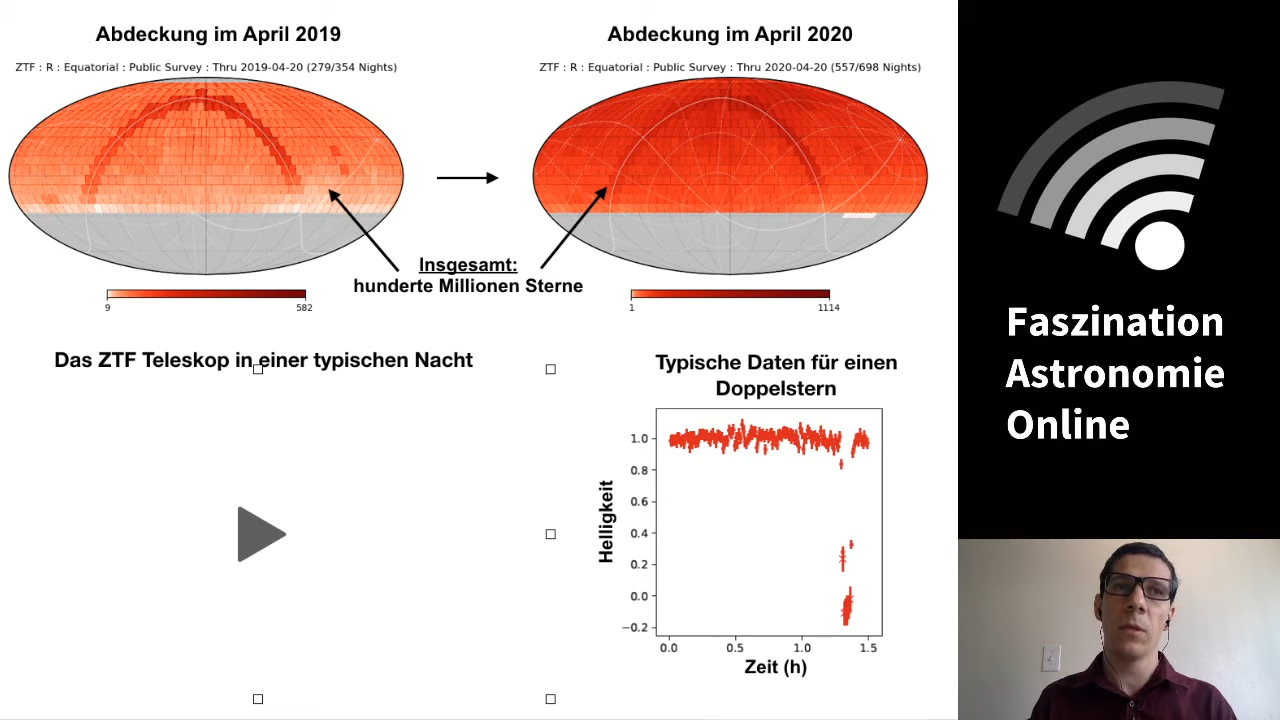 Abdeckung im April 2019
ZTF : R : Equatorial : Public Survey : Thru 2019-04-20 (279/354 Nights)
9
582
Abdeckung im April 2020
ZTF : R : Equatorial : Public Survey : Thru 2020-04-20 (557/698 Nights)
1
1114
Insgesamt:
hunderte Millionen Sterne
Das ZTF Teleskop in einer typischen Nacht
Typische Daten für einen
Doppelstern
Helligkeit
1.0
0.8
0.6
0.4
0.2
0.0
−0.2
0.0 0.5 1.0 1.5
Zeit (h)
Faszination
Astronomie
Online